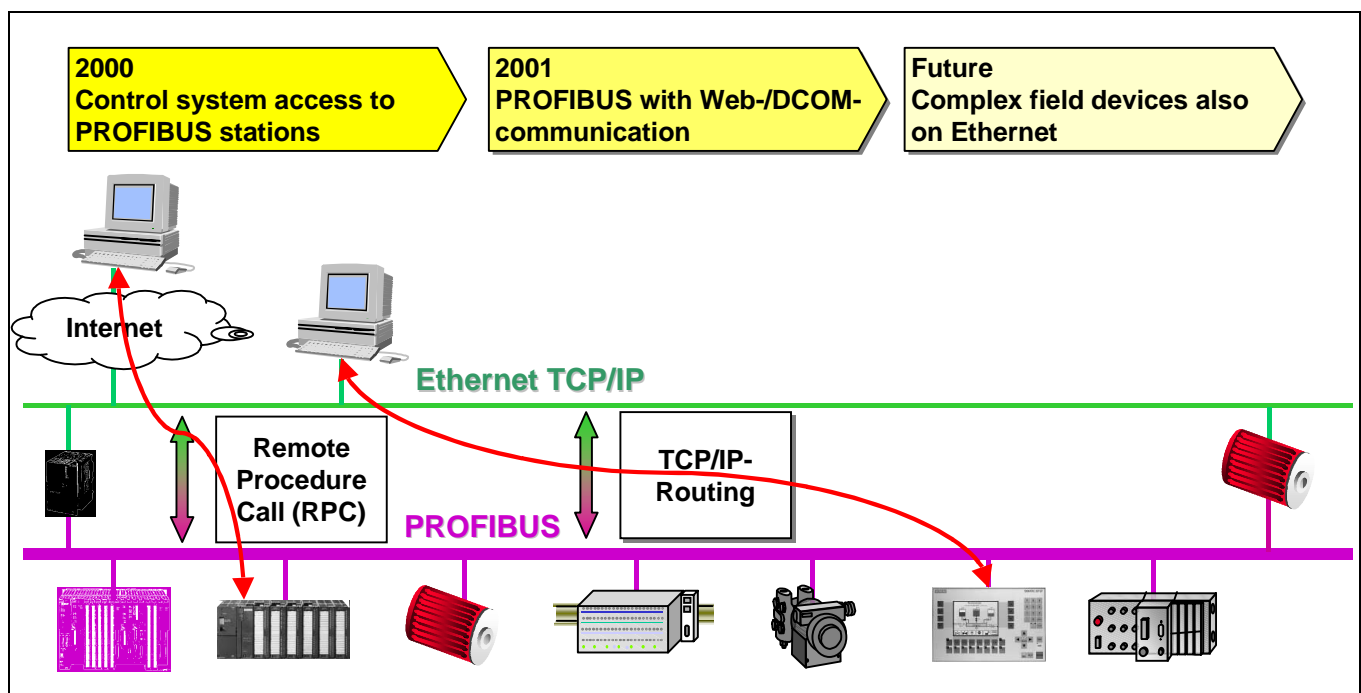 2000
Control system access to
PROFIBUS stations
2001
PROFIBUS with Web-/DCOM-
communication
Future
Complex field devices also
on Ethernet
Internet
Ethernet TCP/IP
Remote
Procedure
Call (RPC)
TCP/IP-
Routing
PROFIBUS